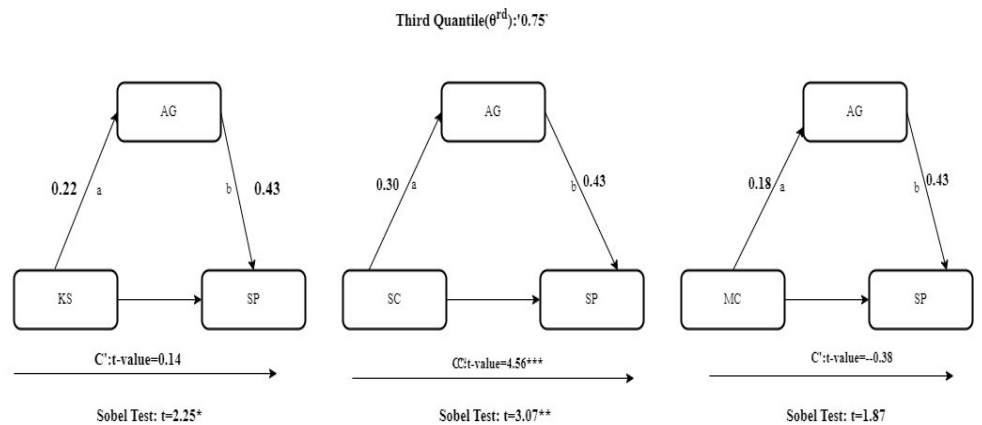 Third Quantile(θrd):'0.75`
AG
AG
AG
0.22
a
b
0.43
0.30
a
b
0.43
0.18
a
b
0.43
KS
SP
SC
SP
MC
SP
C':t-value=0.14
t-value=4.56***
C':t-value=--0.38
Sobel Test: t=2.25*
Sobel Test: t=3.07**
Sobel Test: t=1.87